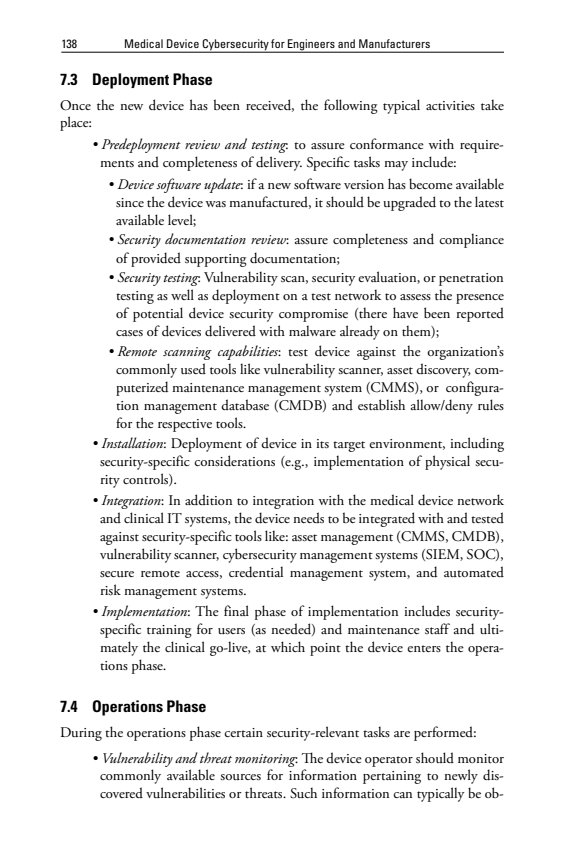 138 Medical Device Cybersecurity for Engineers and Manufacturers
7.3 Deployment Phase
Once the new device has been received, the following typical activities take
place:
• Predeployment review and testing: to assure conformance with require-
ments and completeness of delivery. Specific tasks may include:
• Device software update: if a new software version has become available
since the device was manufactured, it should be upgraded to the latest
available level;
• Security documentation review: assure completeness and compliance
of provided supporting documentation;
• Security testing: Vulnerability scan, security evaluation, or penetration
testing as well as deployment on a test network to assess the presence
of potential device security compromise (there have been reported
cases of devices delivered with malware already on them);
• Remote scanning capabilities: test device against the organization's
commonly used tools like vulnerability scanner, asset discovery, com-
puterized maintenance management system (CMMS), or configura-
tion management database (CMDB) and establish allow/deny rules
for the respective tools.
• Installation: Deployment of device in its target environment, including
security-specific considerations (e.g., implementation of physical secu-
rity controls).
• Integration: In addition to integration with the medical device network
and clinical IT systems, the device needs to be integrated with and tested
against security-specific tools like: asset management (CMMS, CMDB),
vulnerability scanner, cybersecurity management systems (SIEM, SOC),
secure remote access, credential management system, and automated
risk management systems.
• Implementation: The final phase of implementation includes security-
specific training for users (as needed) and maintenance staff and ulti-
mately the clinical go-live, at which point the device enters the opera-
tions phase.
7.4 Operations Phase
During the operations phase certain security-relevant tasks are performed:
• Vulnerability and threat monitoring: The device operator should monitor
commonly available sources for information pertaining to newly dis-
covered vulnerabilities or threats. Such information can typically be ob-